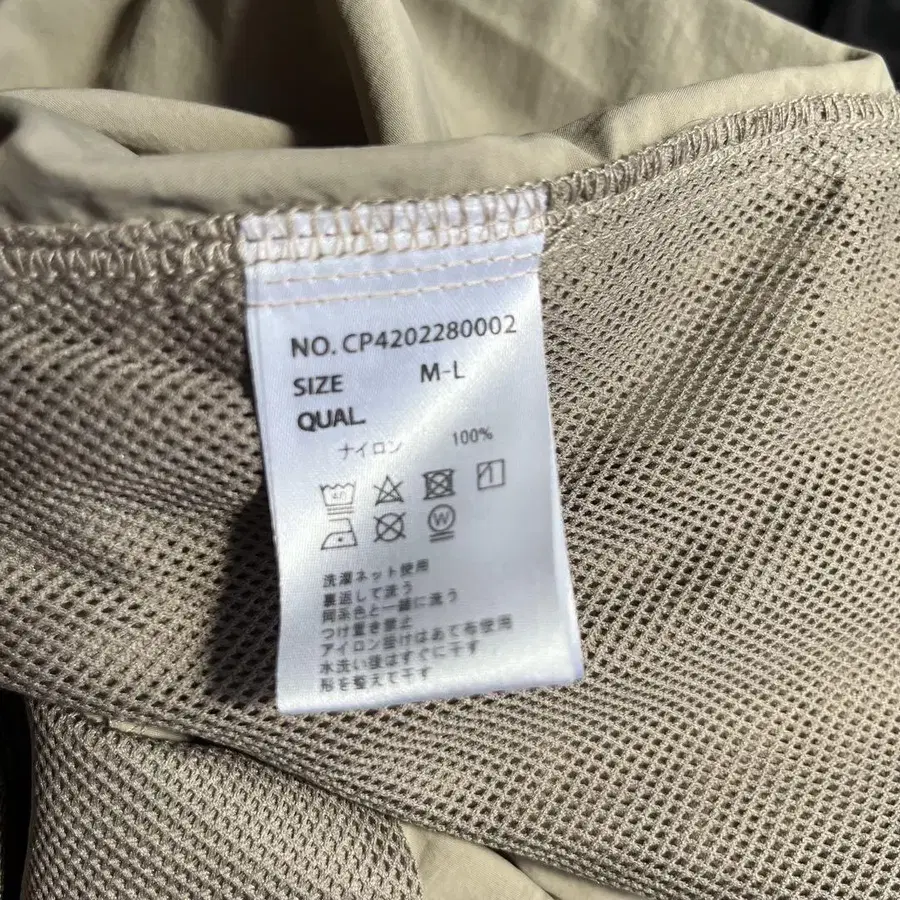 NO. CP4202280002
SIZE M-L
QUAL.
ナイロン 100%
40
W
洗濯ネット使用
裏返して洗う
同系色と一緒に洗う
つけ置き禁止
アイロン掛けはあて布使用
水洗い後はすぐに干す
形を整えて干す